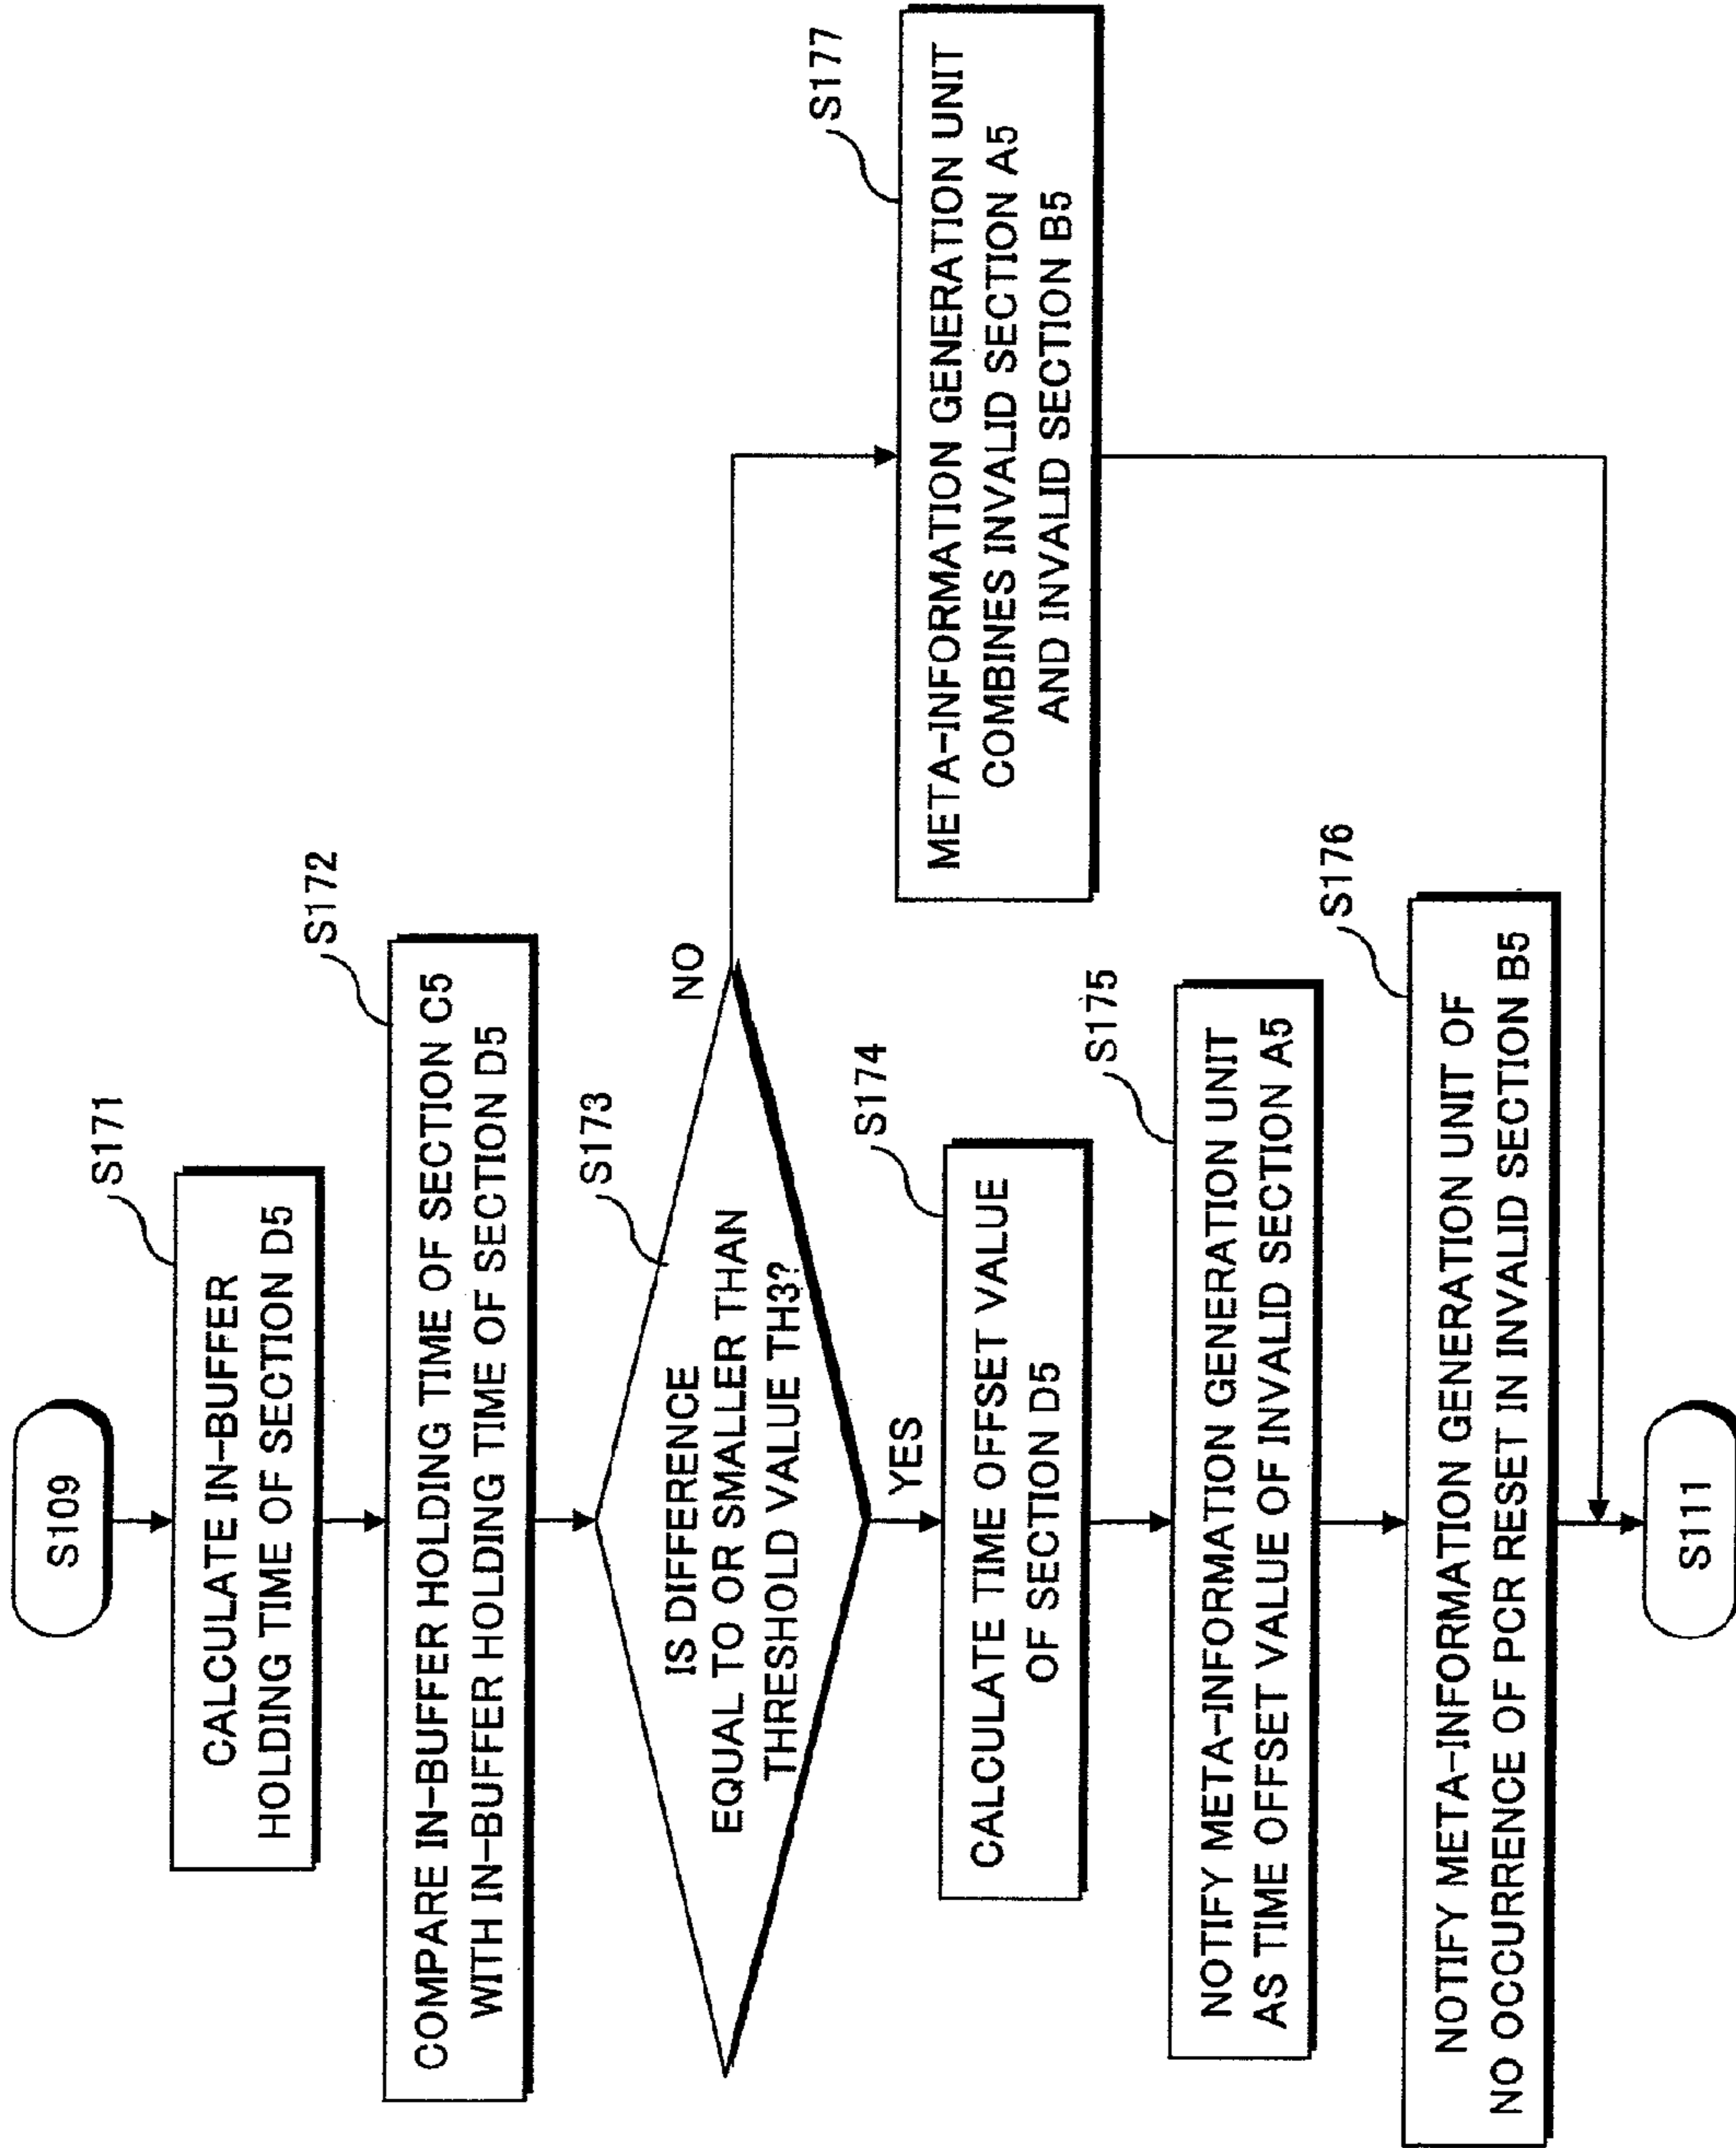 S109
S171
CALCULATE IN-BUFFER
HOLDING TIME OF SECTION D5
S172
COMPARE IN-BUFFER HOLDING TIME OF SECTION C5
WITH IN-BUFFER HOLDING TIME OF SECTION D5
S173
IS DIFFERENCE
EQUAL TO OR SMALLER THAN
THRESHOLD VALUE TH3?
NO
YES
S177
META-INFORMATION GENERATION UNIT
COMBINES INVALID SECTION A5
AND INVALID SECTION B5
S174
CALCULATE TIME OFFSET VALUE
OF SECTION D5
S175
NOTIFY META-INFORMATION GENERATION UNIT
AS TIME OFFSET VALUE OF INVALID SECTION A5
S176
NOTIFY META-INFORMATION GENERATION UNIT OF
NO OCCURRENCE OF PCR RESET IN INVALID SECTION B5
S111